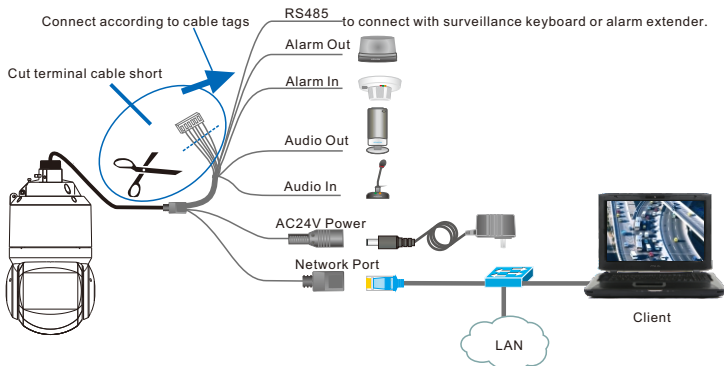 Connect according to cable tags
RS485
to connect with surveillance keyboard or alarm extender.
Alarm Out
Cut terminal cable short
Alarm In
Audio Out
Audio In
AC24V Power
Network Port
Client
LAN